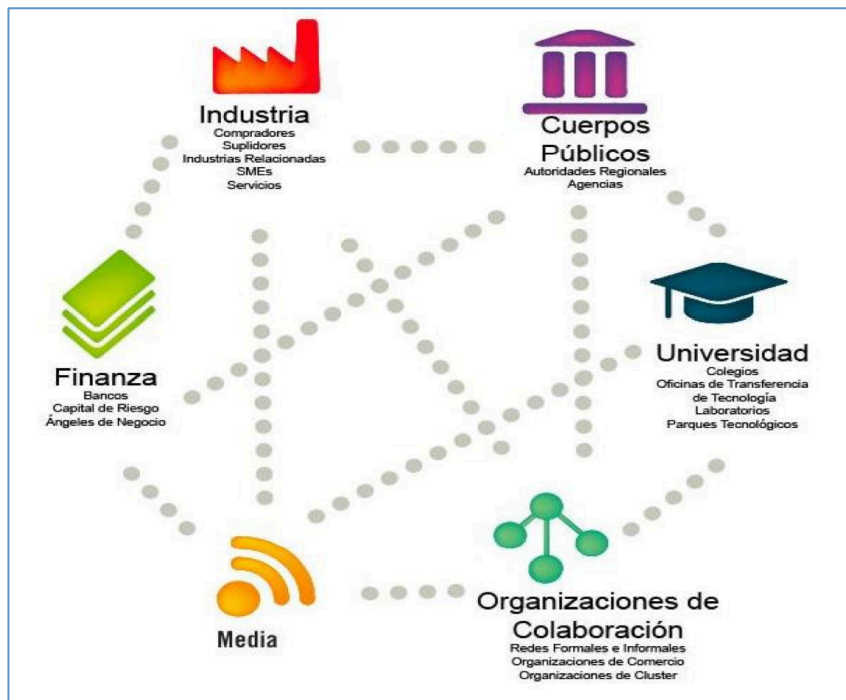 Industria
Compradores
Suplidores
Industrias Relacionadas
SMEs
Servicios
Cuerpos
Públicos
Autoridades Regionales
Agencias
Finanza
Bancos
Capital de Riesgo
Ángeles de Negocio
Universidad
Colegios
Oficinas de Transferencia
de Tecnología
Laboratorios
Parques Tecnológicos
Media
Organizaciones de
Colaboración
Redes Formales e Informales
Organizaciones de Comercio
Organizaciones de Cluster